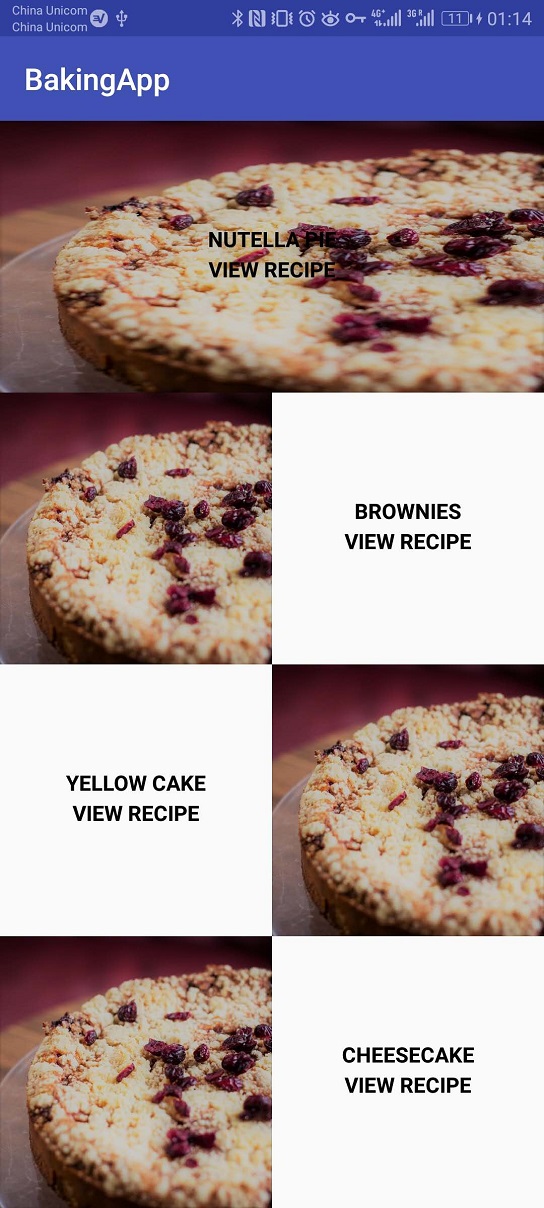 China Unicom
China Unicom
4G+
3G R
11
01:14
BakingApp
NUTELLA PIE
VIEW RECIPE
BROWNIES
VIEW RECIPE
YELLOW CAKE
VIEW RECIPE
CHEESECAKE
VIEW RECIPE